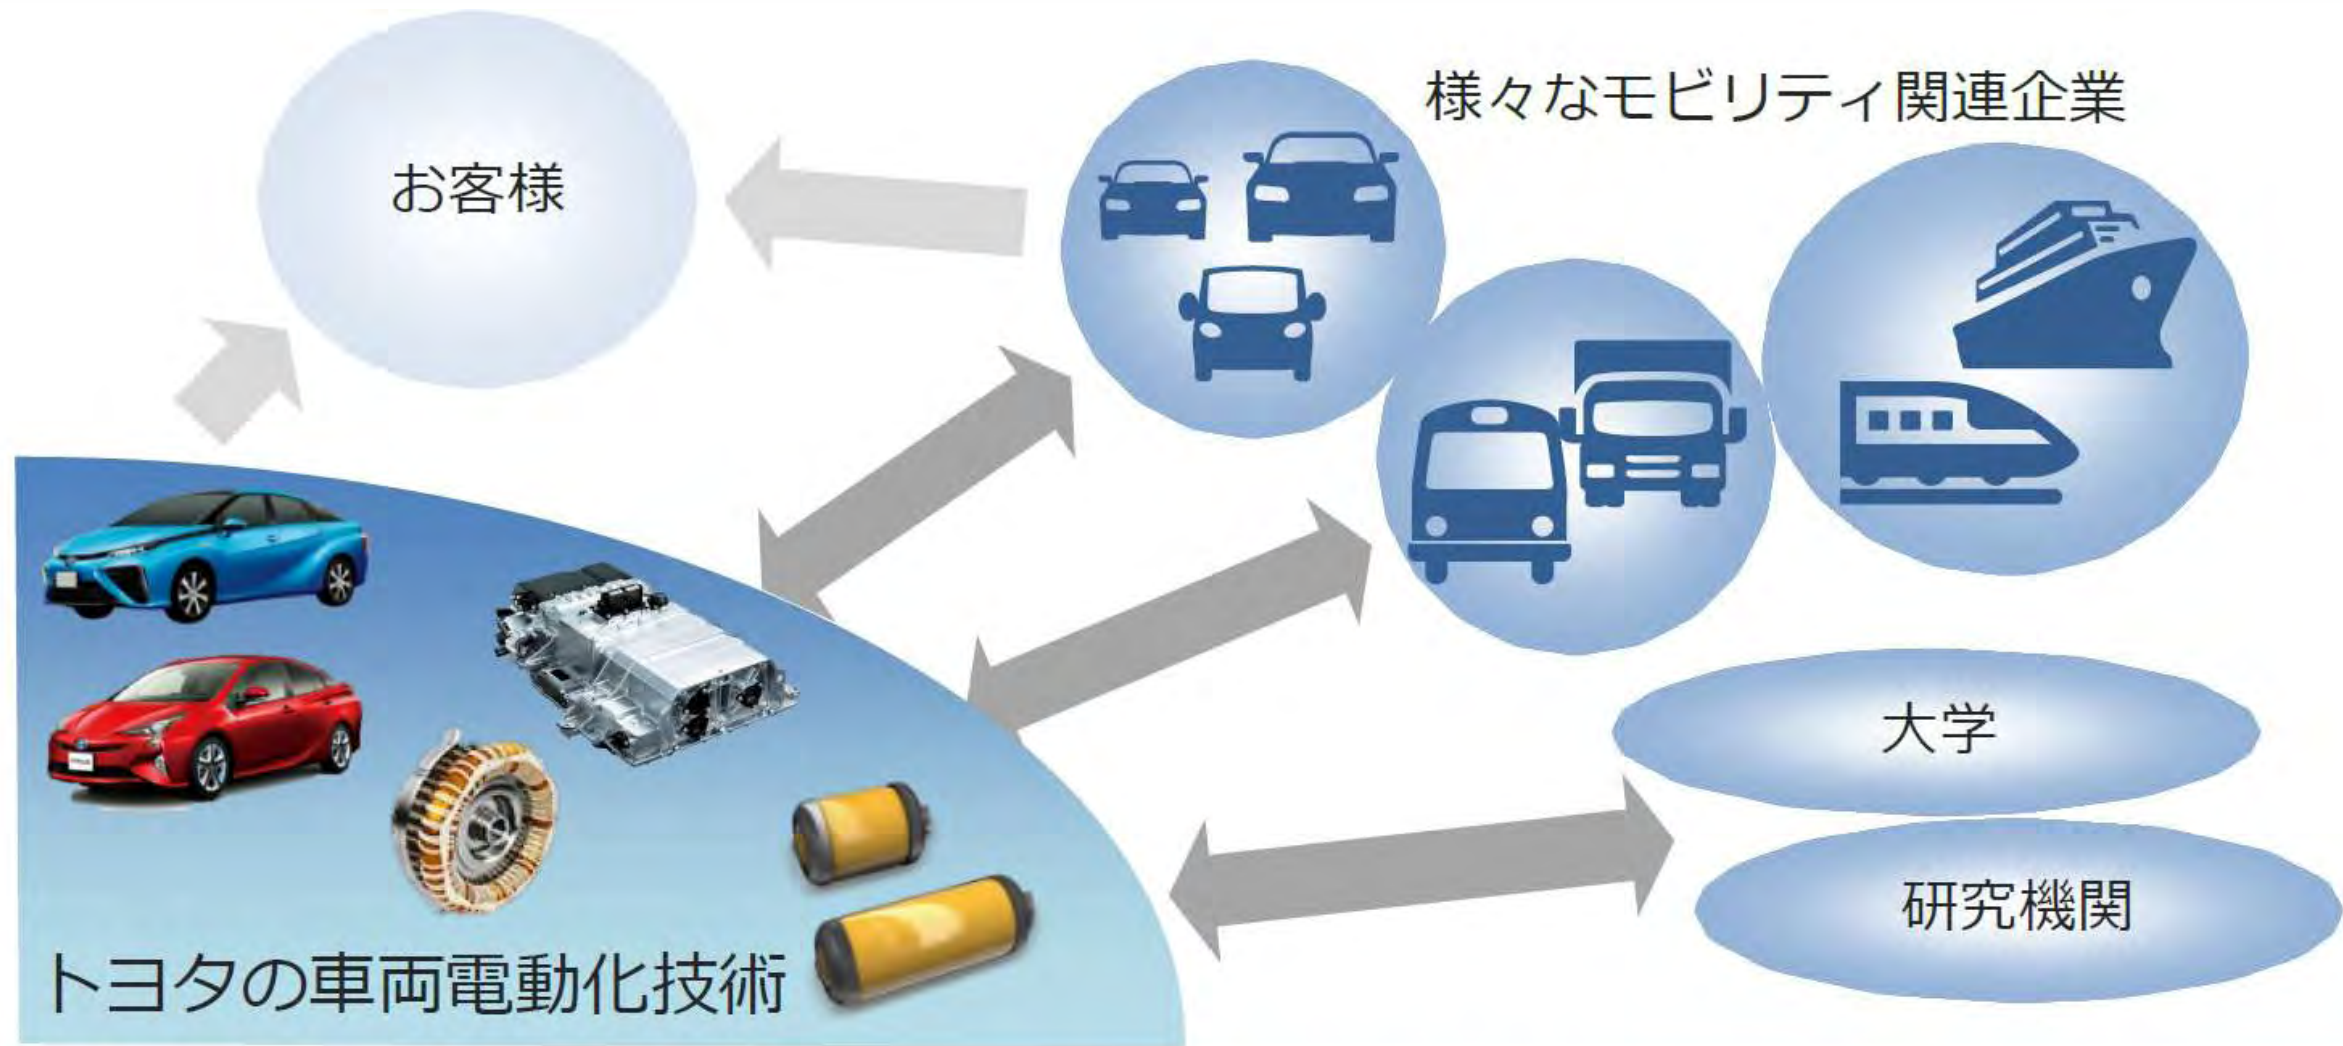 お客様
様々なモビリティ関連企業
大学
研究機関
トヨタの車両電動化技術